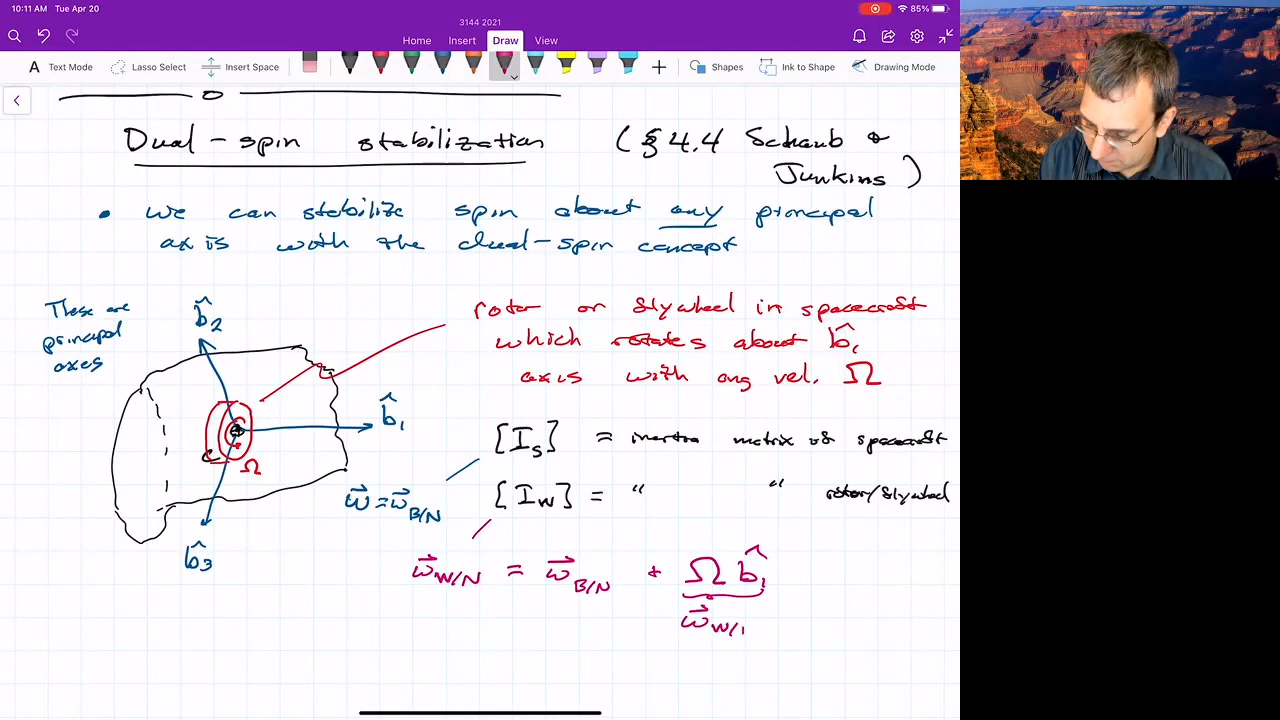 10:11 AM Tue Apr 20
85%
3144 2021
Home Insert Draw View
Text Mode Lasso Select Insert Space Shapes Ink to Shape Drawing Mode
Dual-spin stabilization (§4.4 Schaub &
Junkins)
• we can stabilize spin about any principal
axis with the dual-spin concept
These are
principal
axes
b̂2
b̂1
b̂3
C
Ω
rotor or flywheel in spacecraft
which rotates about b̂1
axis with ang vel. Ω
[Is] = inertia matrix of spacecraft
ω⃗ = ω⃗B/N
[Iw] = " " rotor/flywheel
ω⃗W/N = ω⃗B/N + Ω b̂1
ω⃗W/